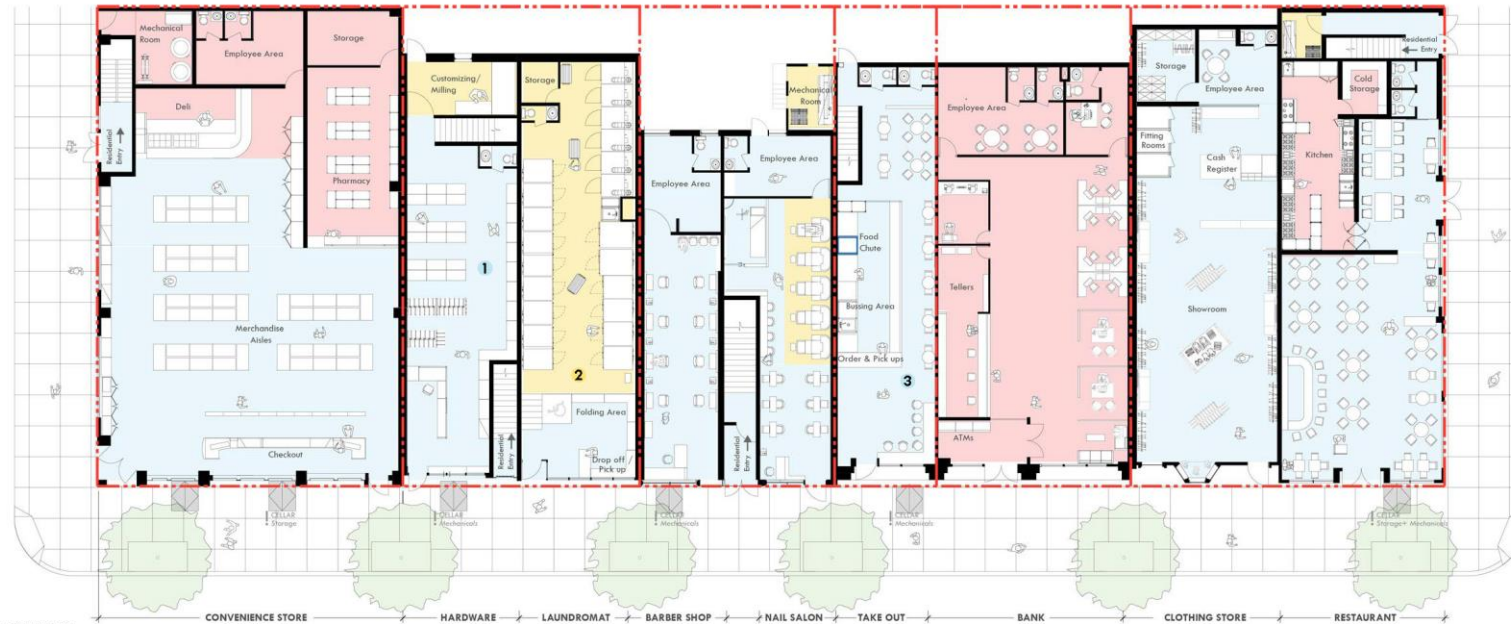 Mechanical
Room
Employee Area
Storage
Deli
Residential
Entry
Pharmacy
Merchandise
Aisles
Checkout
Customizing/
Milling
1
Residential
Entry
Storage
2
Folding Area
Drop off/
Pick up
Employee Area
Residential
Entry
Employee Area
Mechanical
Room
Food
Chute
Bussing Area
Order & Pick ups
3
Employee Area
Tellers
ATMs
Storage
Employee Area
Fitting
Rooms
Cash
Register
Showroom
Residential
Entry
Cold
Storage
Kitchen
CELLAR
Storage
CELLAR
Mechanicals
CELLAR
Mechanicals
CELLAR
Mechanicals
CELLAR
Storage+ Mechanicals
CONVENIENCE STORE
HARDWARE
LAUNDROMAT
BARBER SHOP
NAIL SALON
TAKE OUT
BANK
CLOTHING STORE
RESTAURANT